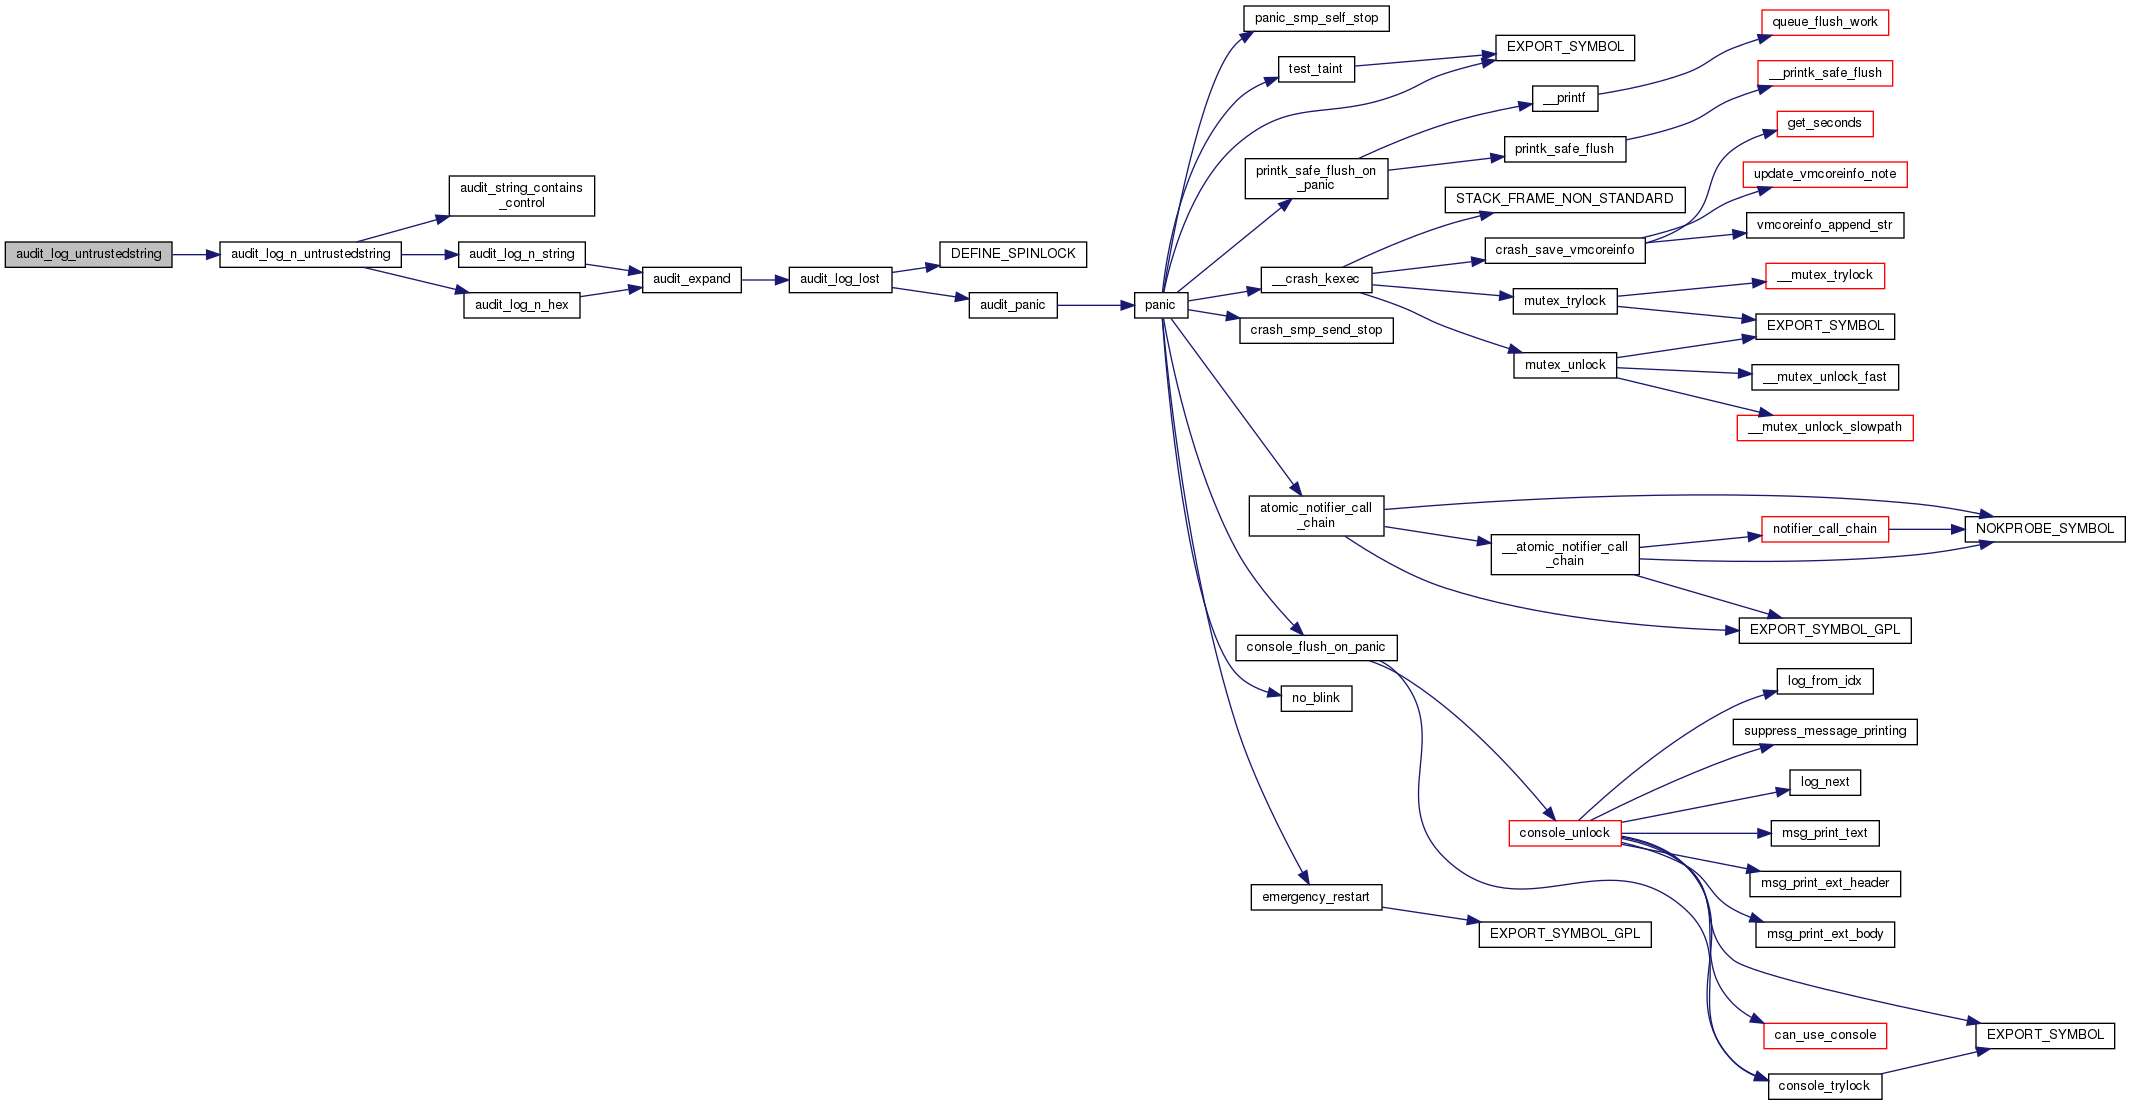 audit_log_untrustedstring
audit_log_n_untrustedstring
audit_string_contains
_control
audit_log_n_string
audit_log_n_hex
audit_expand
audit_log_lost
DEFINE_SPINLOCK
audit_panic
panic
panic_smp_self_stop
test_taint
EXPORT_SYMBOL
printk_safe_flush_on
_panic
__printf
queue_flush_work
printk_safe_flush
__printk_safe_flush
__crash_kexec
STACK_FRAME_NON_STANDARD
crash_save_vmcoreinfo
get_seconds
update_vmcoreinfo_note
vmcoreinfo_append_str
mutex_trylock
__mutex_trylock
EXPORT_SYMBOL
mutex_unlock
__mutex_unlock_fast
__mutex_unlock_slowpath
crash_smp_send_stop
atomic_notifier_call
_chain
__atomic_notifier_call
_chain
notifier_call_chain
NOKPROBE_SYMBOL
EXPORT_SYMBOL_GPL
console_flush_on_panic
no_blink
console_unlock
log_from_idx
suppress_message_printing
log_next
msg_print_text
msg_print_ext_header
msg_print_ext_body
can_use_console
EXPORT_SYMBOL
console_trylock
emergency_restart
EXPORT_SYMBOL_GPL